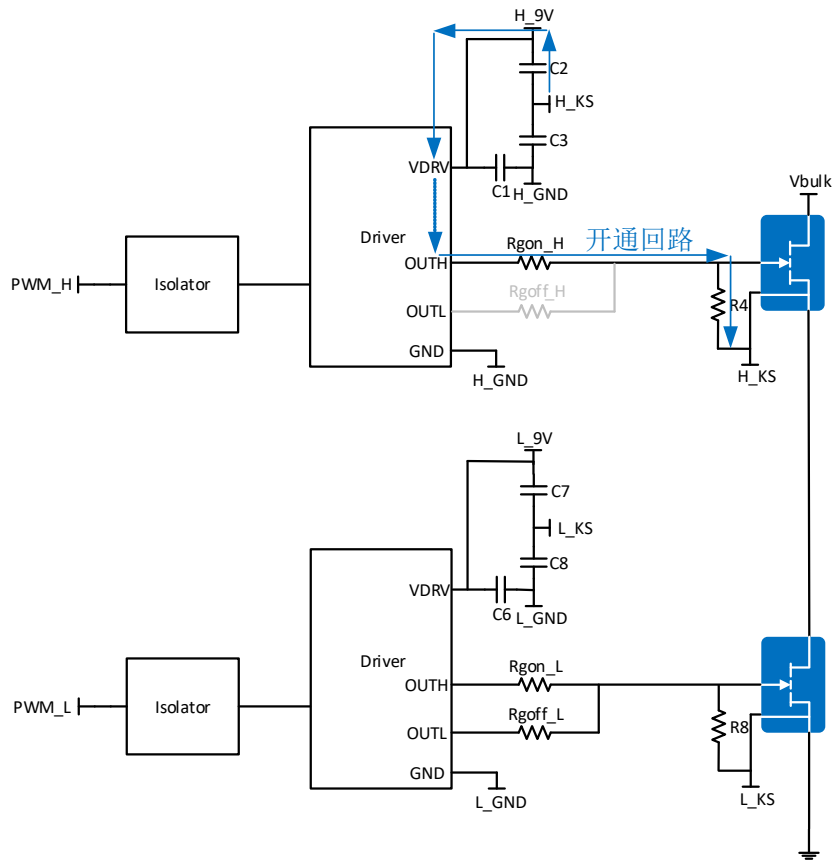 H_9V
C2
H_KS
C3
VDRV
C1
H_GND
Vbulk
Driver
Rgon_H
开通回路
OUTH
PWM_H
Isolator
Rgoff_H
R4
OUTL
GND
H_GND
H_KS
L_9V
C7
L_KS
C8
VDRV
C6
L_GND
Driver
Rgon_L
OUTH
PWM_L
Isolator
Rgoff_L
R8
OUTL
GND
L_GND
L_KS